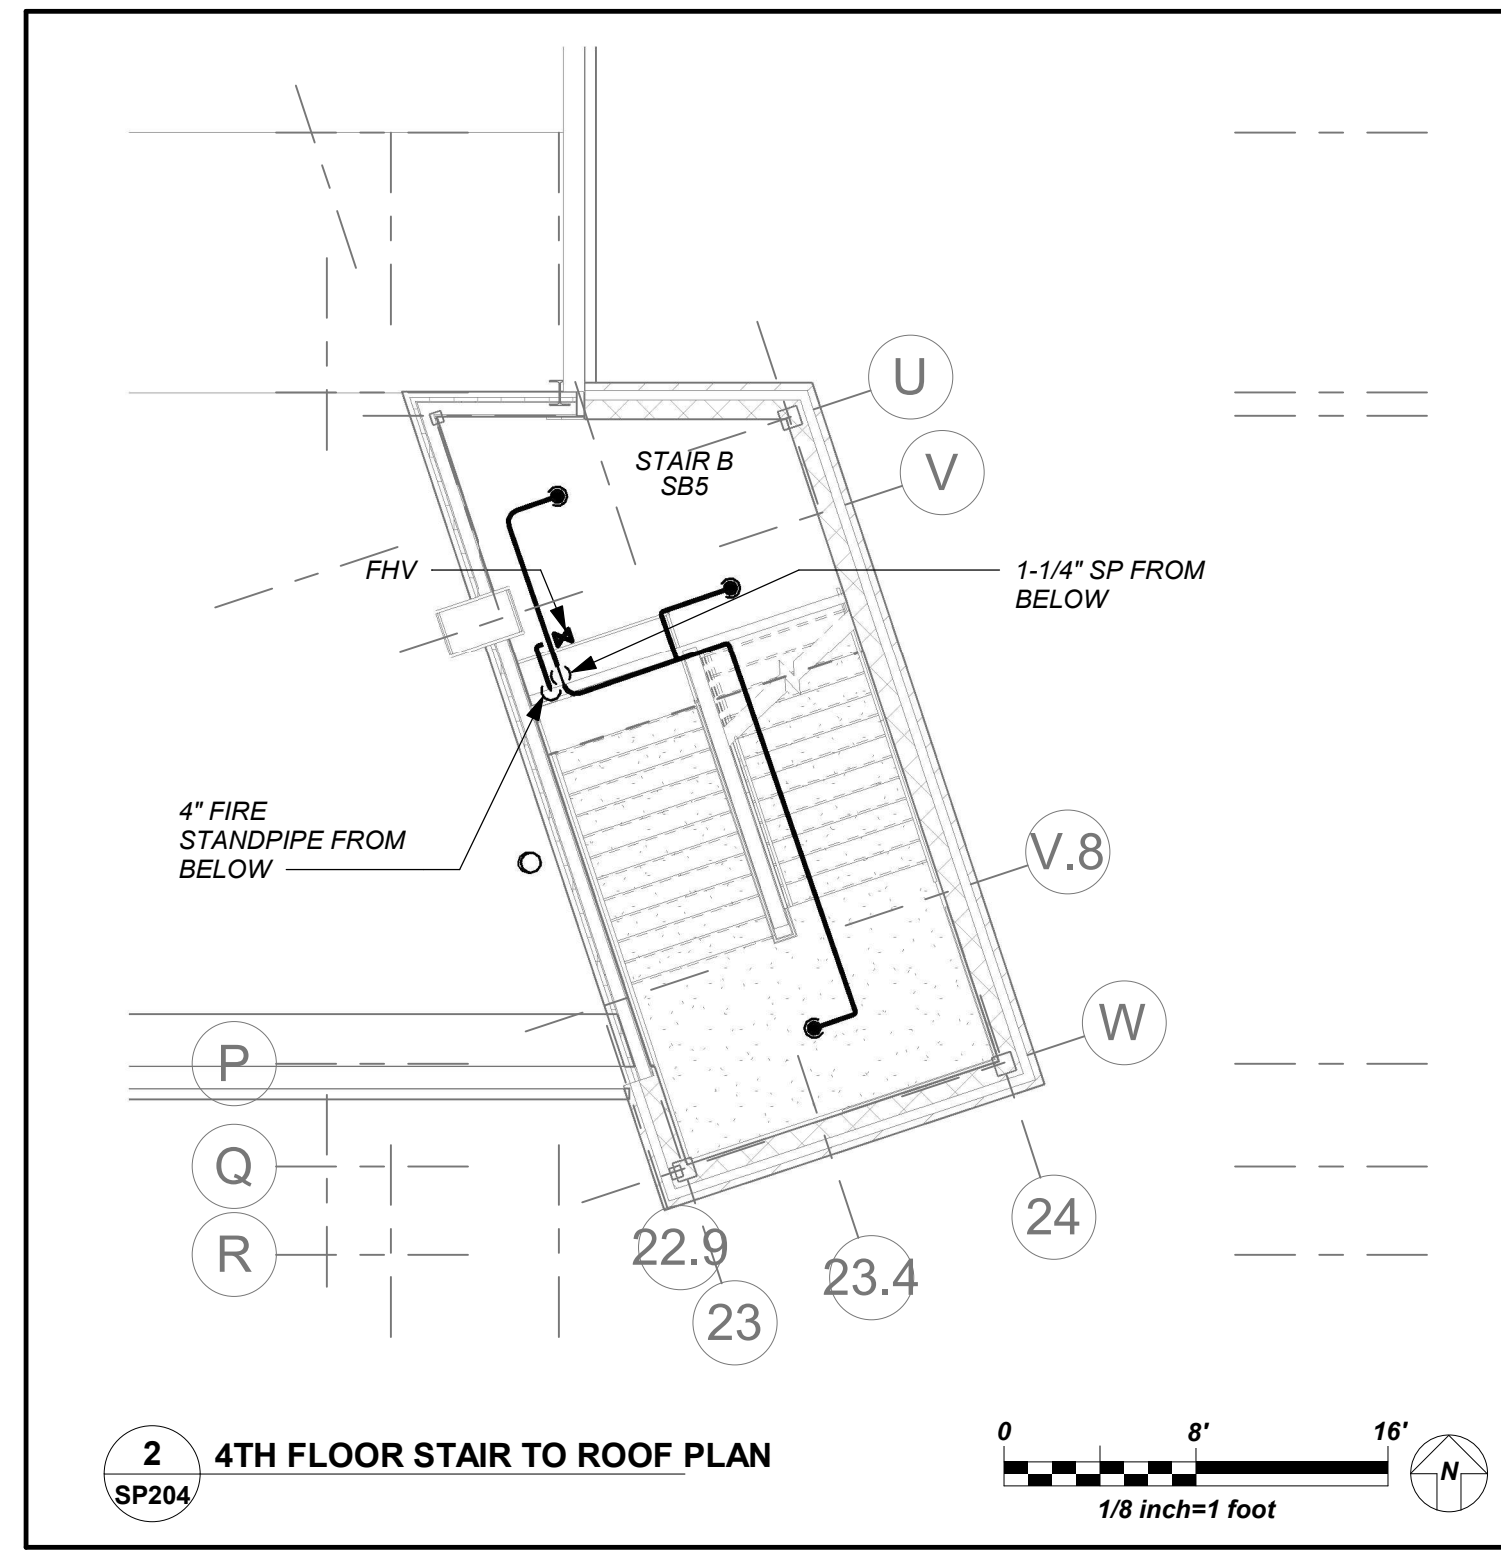 U
V
STAIR B
SB5
FHV
1-1/4" SP FROM
BELOW
4" FIRE
STANDPIPE FROM
BELOW
V.8
W
P
Q
R
24
22.9
23.4
23
2
SP204
4TH FLOOR STAIR TO ROOF PLAN
0 8' 16'
1/8 inch=1 foot
N